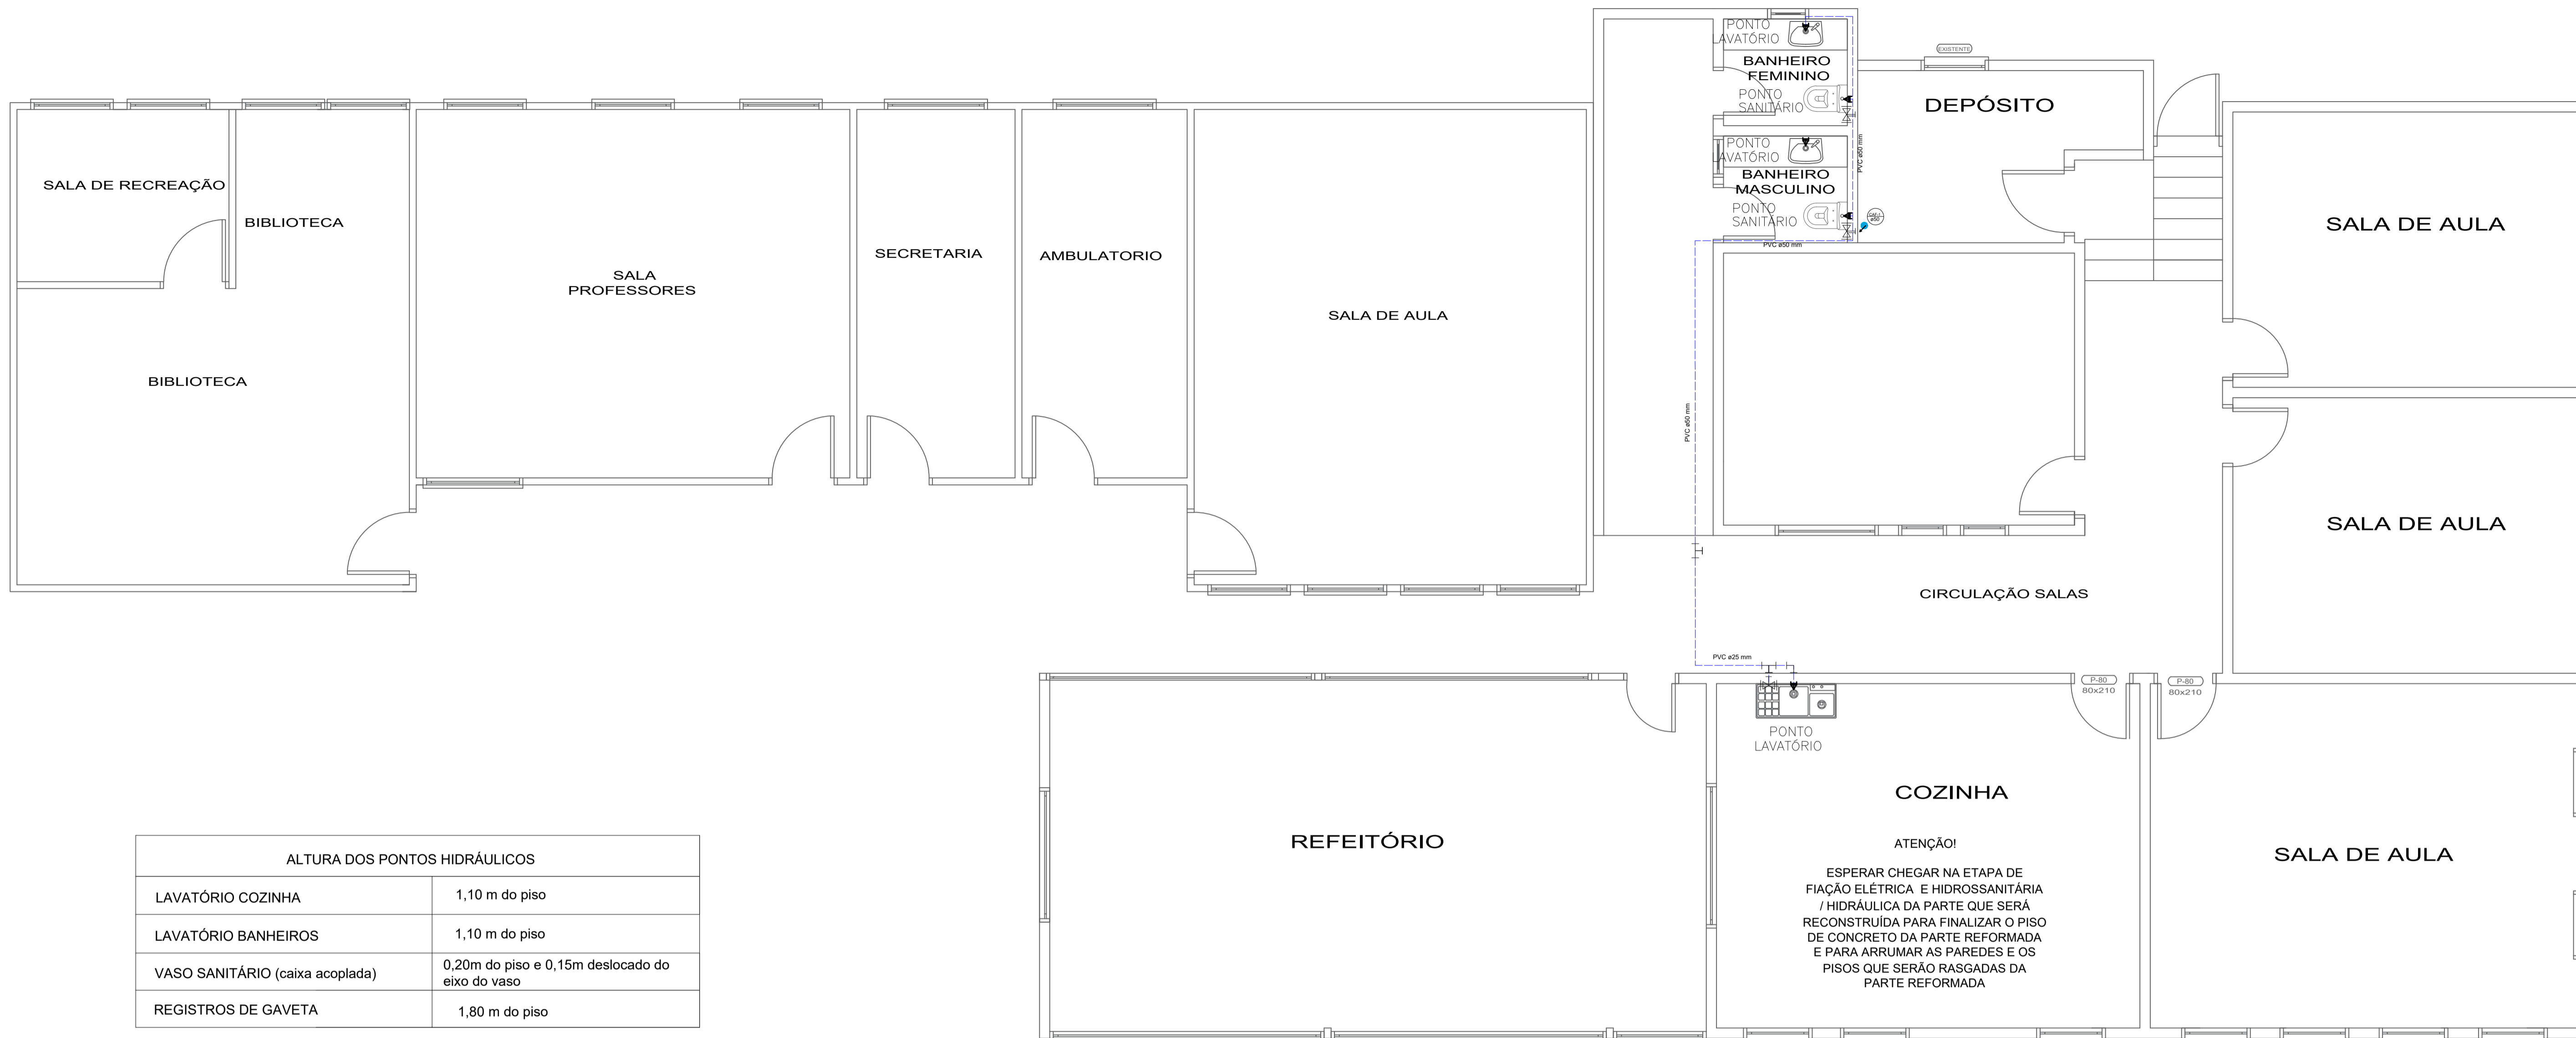 PONTO
LAVATÓRIO
BANHEIRO
FEMININO
PONTO
SANITÁRIO
EXISTENTE
DEPÓSITO
PVC ø50 mm
PONTO
LAVATÓRIO
BANHEIRO
MASCULINO
PONTO
SANITÁRIO
ø50
PVC ø50 mm
SALA DE RECREAÇÃO
BIBLIOTECA
BIBLIOTECA
SALA
PROFESSORES
SECRETARIA
AMBULATORIO
SALA DE AULA
SALA DE AULA
PVC ø50 mm
SALA DE AULA
CIRCULAÇÃO SALAS
PVC ø25 mm
P-80
80x210
P-80
80x210
PONTO
LAVATÓRIO
COZINHA
REFEITÓRIO
SALA DE AULA
ATENÇÃO!
ESPERAR CHEGAR NA ETAPA DE
FIAÇÃO ELÉTRICA E HIDROSSANITÁRIA
/ HIDRÁULICA DA PARTE QUE SERÁ
RECONSTRUÍDA PARA FINALIZAR O PISO
DE CONCRETO DA PARTE REFORMADA
E PARA ARRUMAR AS PAREDES E OS
PISOS QUE SERÃO RASGADAS DA
PARTE REFORMADA
ALTURA DOS PONTOS HIDRÁULICOS
LAVATÓRIO COZINHA 1,10 m do piso
LAVATÓRIO BANHEIROS 1,10 m do piso
VASO SANITÁRIO (caixa acoplada) 0,20m do piso e 0,15m deslocado do
eixo do vaso
REGISTROS DE GAVETA 1,80 m do piso